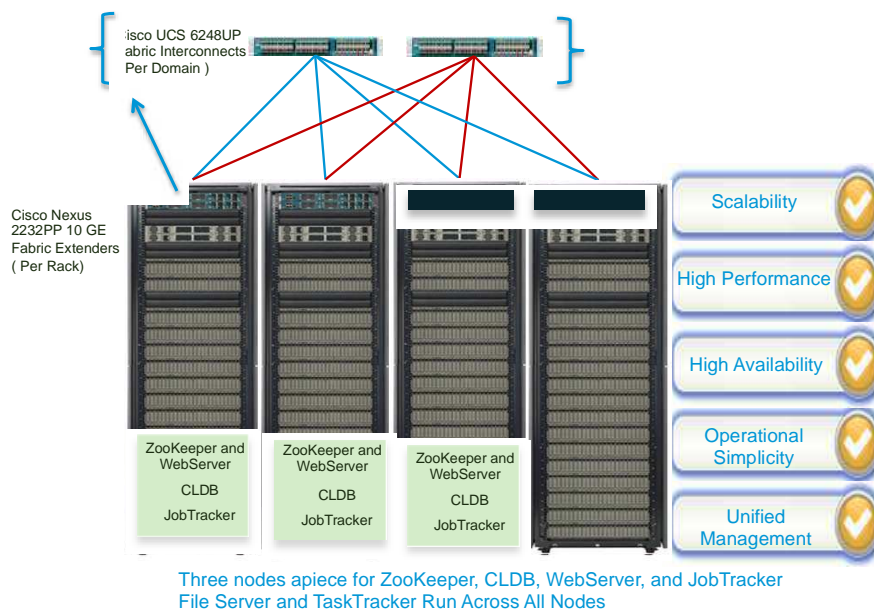 isco UCS 6248UP
abric Interconnects
Per Domain )
Cisco Nexus
2232PP 10 GE
Fabric Extenders
( Per Rack)
Scalability
High Performance
High Availability
Operational
Simplicity
Unified
Management
ZooKeeper and
WebServer
CLDB
JobTracker
ZooKeeper and
WebServer
CLDB
JobTracker
ZooKeeper and
WebServer
CLDB
JobTracker
Three nodes apiece for ZooKeeper, CLDB, WebServer, and JobTracker
File Server and TaskTracker Run Across All Nodes